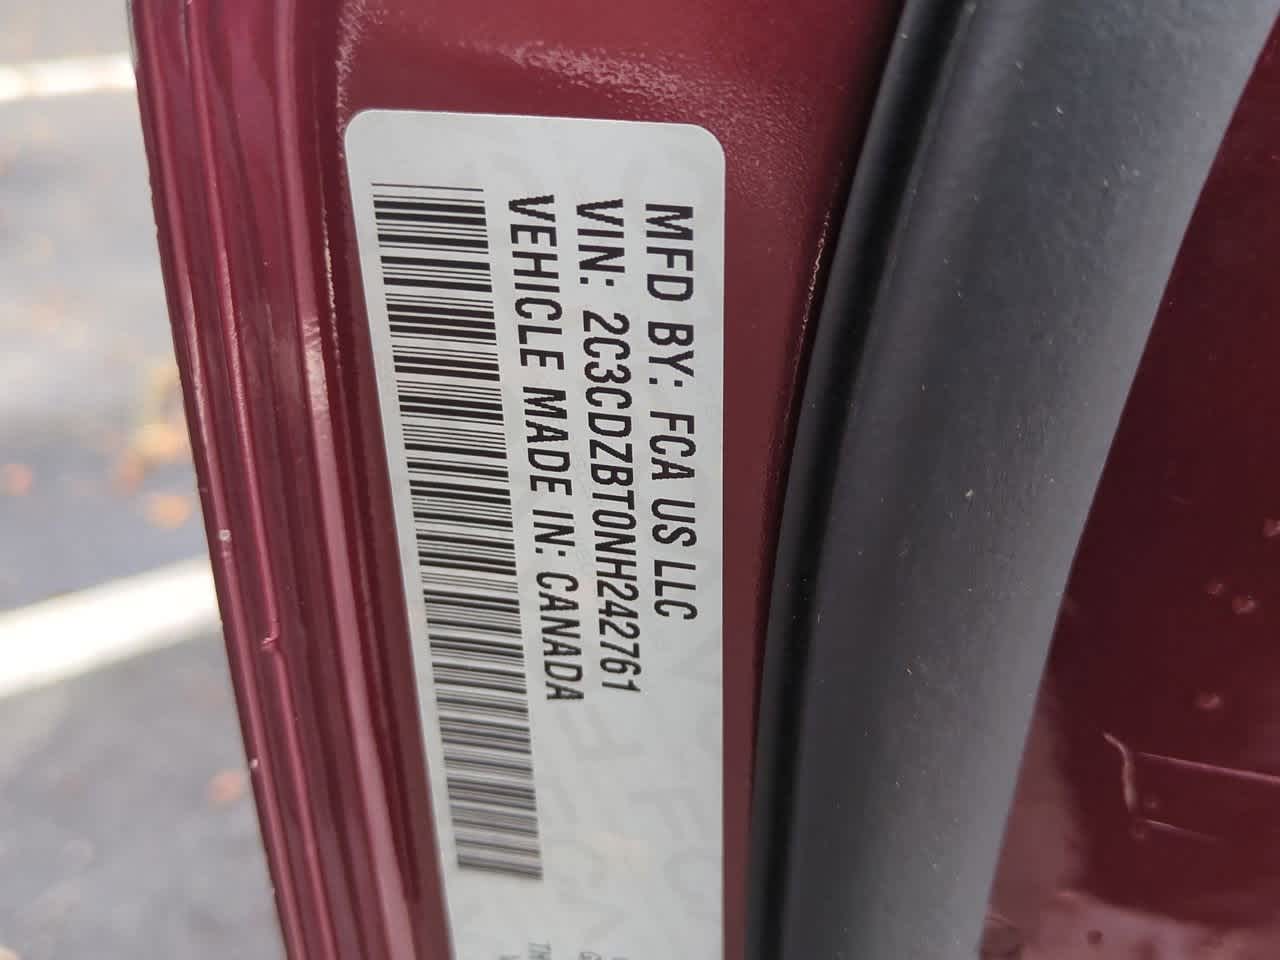 MFD BY: FCA US LLC
VIN: 2C3CDZBT0NH242761
VEHICLE MADE IN: CANADA